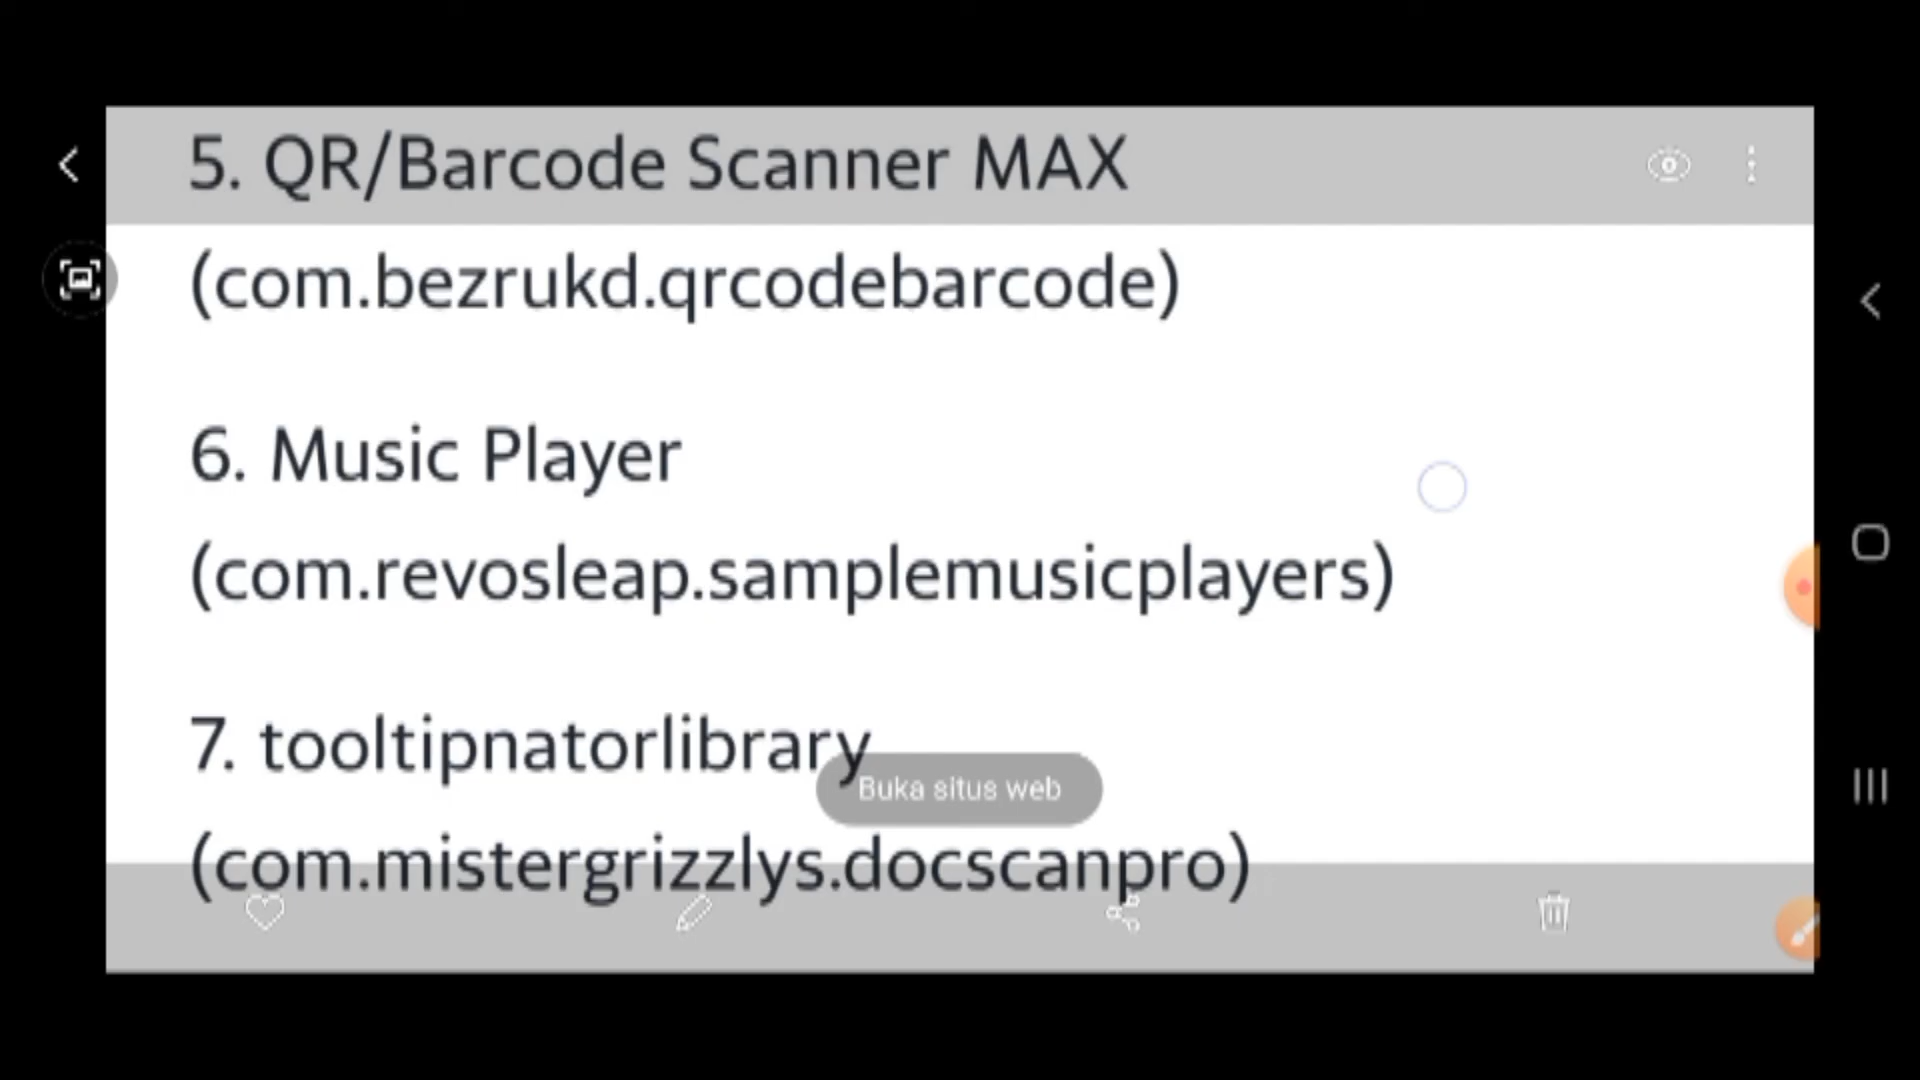 5. QR/Barcode Scanner MAX
(com.bezrukd.qrcodebarcode)
6. Music Player
(com.revosleap.samplemusicplayers)
7. tooltipnatorlibrary
Buka situs web
(com.mistergrizzlys.docscanpro)